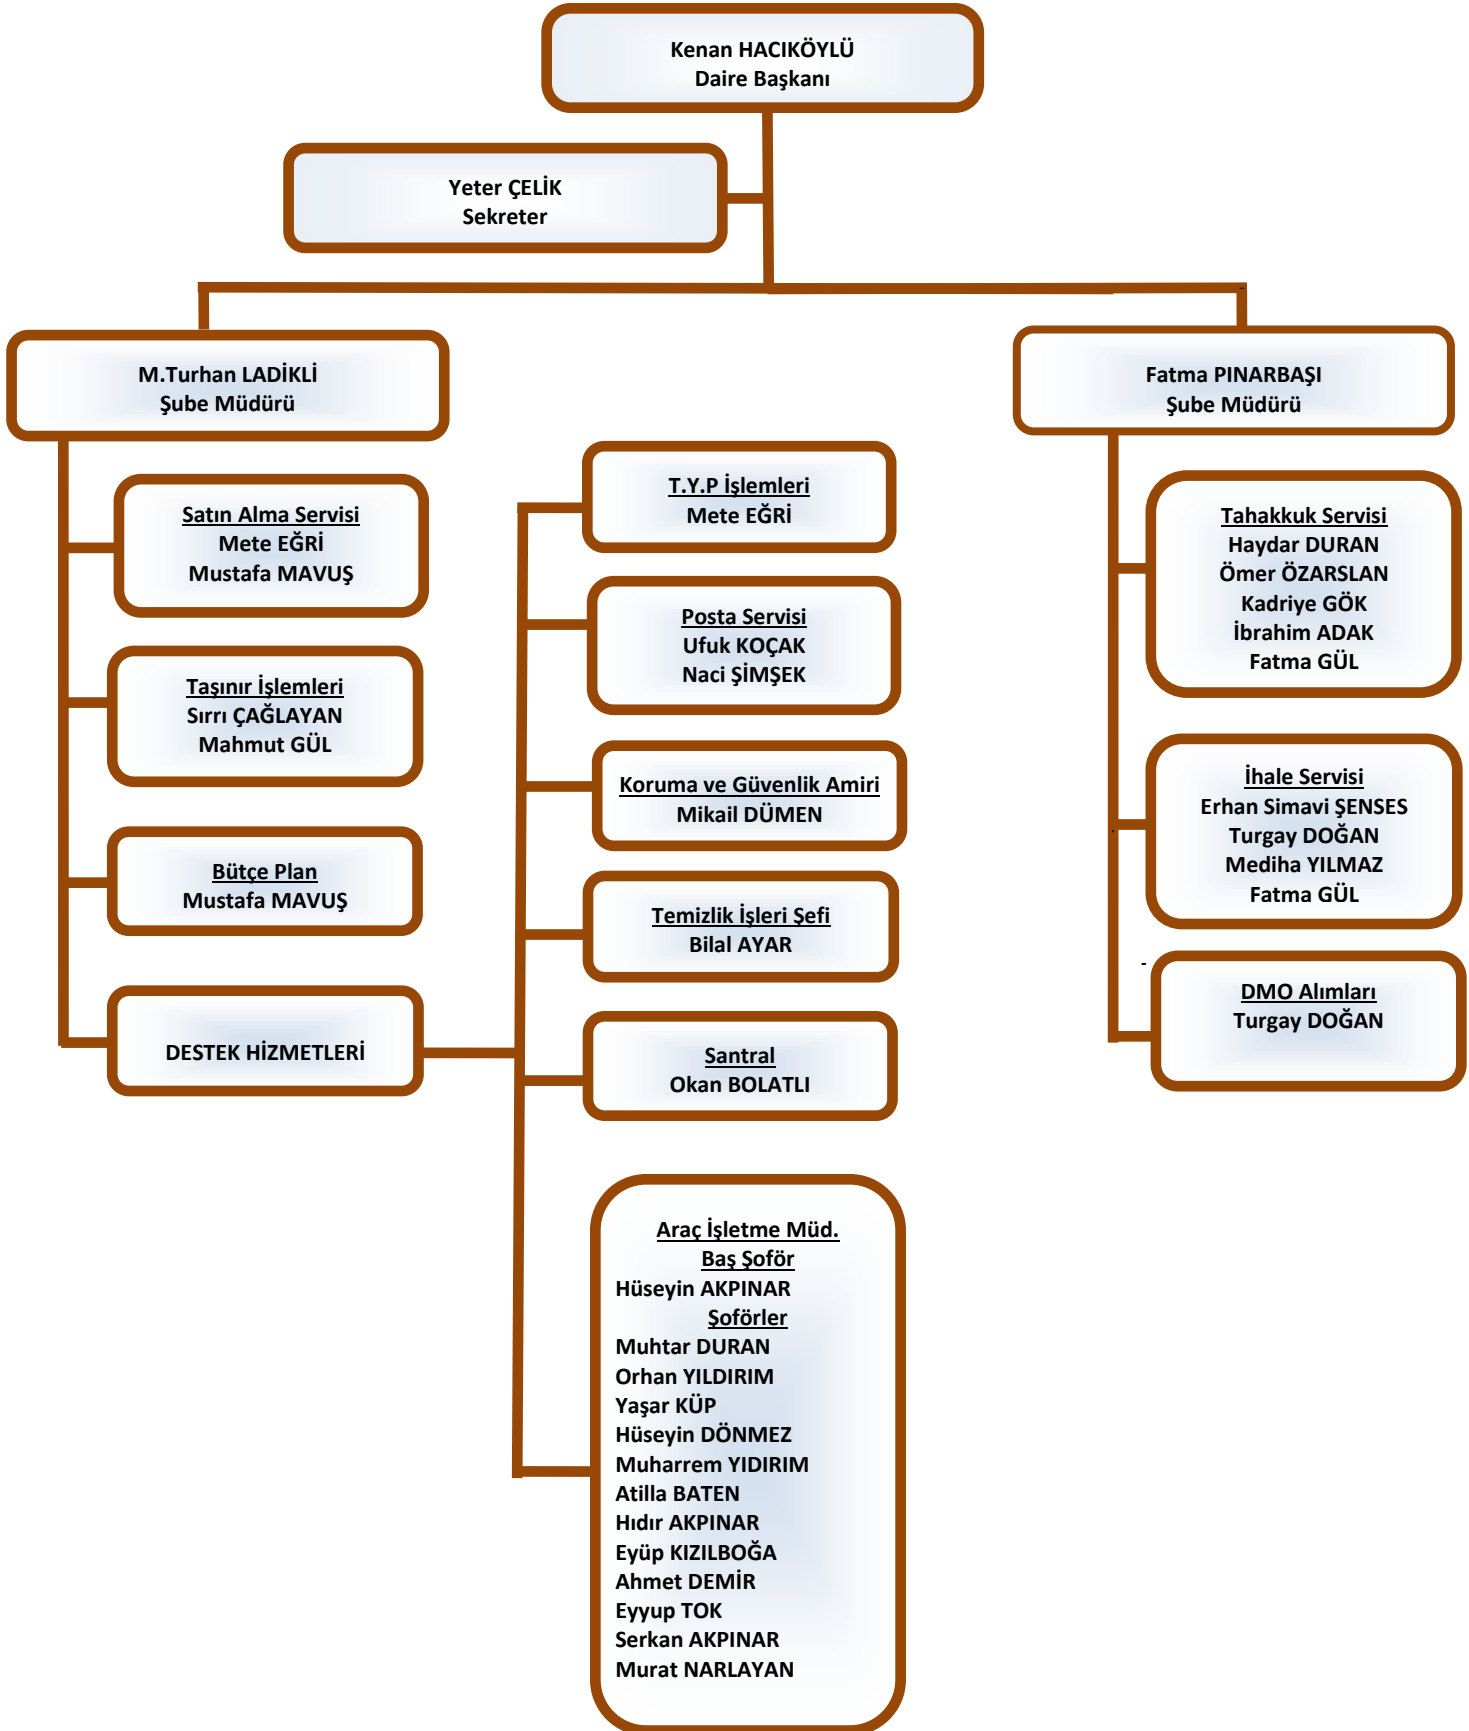 Kenan HACIKÖYLÜ
Daire Başkanı
Yeter ÇELİK
Sekreter
M.Turhan LADİKLİ
Şube Müdürü
Satın Alma Servisi
Mete EĞRİ
Mustafa MAVUŞ
Taşınır İşlemleri
Sırrı ÇAĞLAYAN
Mahmut GÜL
Bütçe Plan
Mustafa MAVUŞ
DESTEK HİZMETLERİ
T.Y.P İşlemleri
Mete EĞRİ
Posta Servisi
Ufuk KOÇAK
Naci ŞİMŞEK
Koruma ve Güvenlik Amiri
Mikail DÜMEN
Temizlik İşleri Şefi
Bilal AYAR
Santral
Okan BOLATLI
Araç İşletme Müd.
Baş Şoför
Hüseyin AKPINAR
Şoförler
Muhtar DURAN
Orhan YILDIRIM
Yaşar KÜP
Hüseyin DÖNMEZ
Muharrem YIDIRIM
Atilla BATEN
Hıdır AKPINAR
Eyüp KIZILBOĞA
Ahmet DEMİR
Eyyup TOK
Serkan AKPINAR
Murat NARLAYAN
Fatma PINARBAŞI
Şube Müdürü
Tahakkuk Servisi
Haydar DURAN
Ömer ÖZARSLAN
Kadriye GÖK
İbrahim ADAK
Fatma GÜL
İhale Servisi
Erhan Simavi ŞENSES
Turgay DOĞAN
Mediha YILMAZ
Fatma GÜL
DMO Alımları
Turgay DOĞAN